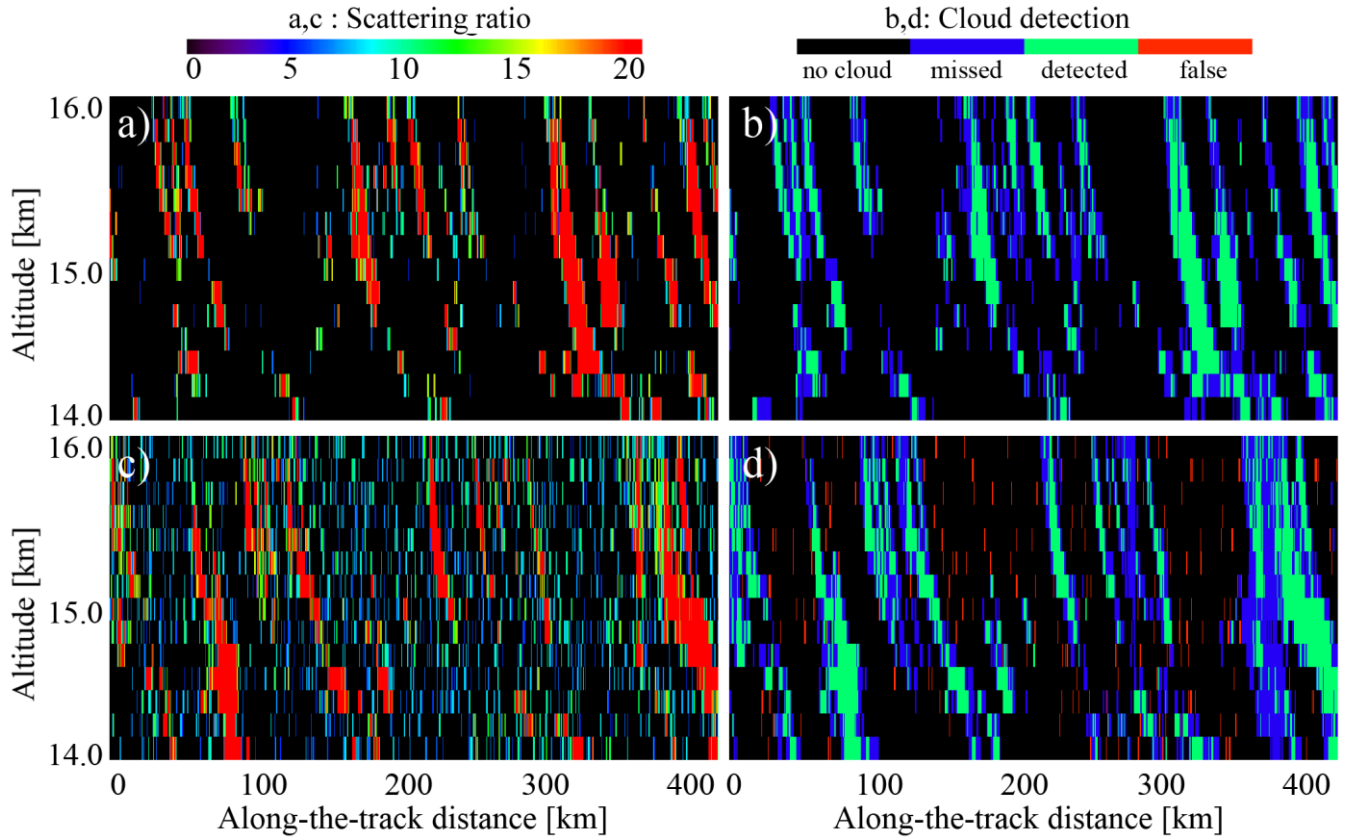 a,c : Scattering ratio
b,d: Cloud detection
0 5 10 15 20
no cloud missed detected false
16.0
15.0
14.0
Altitude [km]
a)
b)
16.0
15.0
14.0
Altitude [km]
c)
d)
0 100 200 300 400
0 100 200 300 400
Along-the-track distance [km]
Along-the-track distance [km]